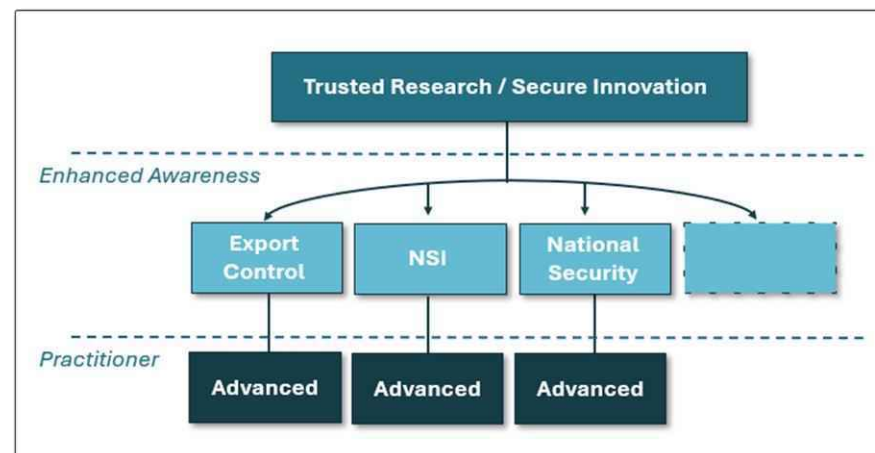 Trusted Research / Secure Innovation
Enhanced Awareness
Export
Control
NSI
National
Security
Practitioner
Advanced
Advanced
Advanced